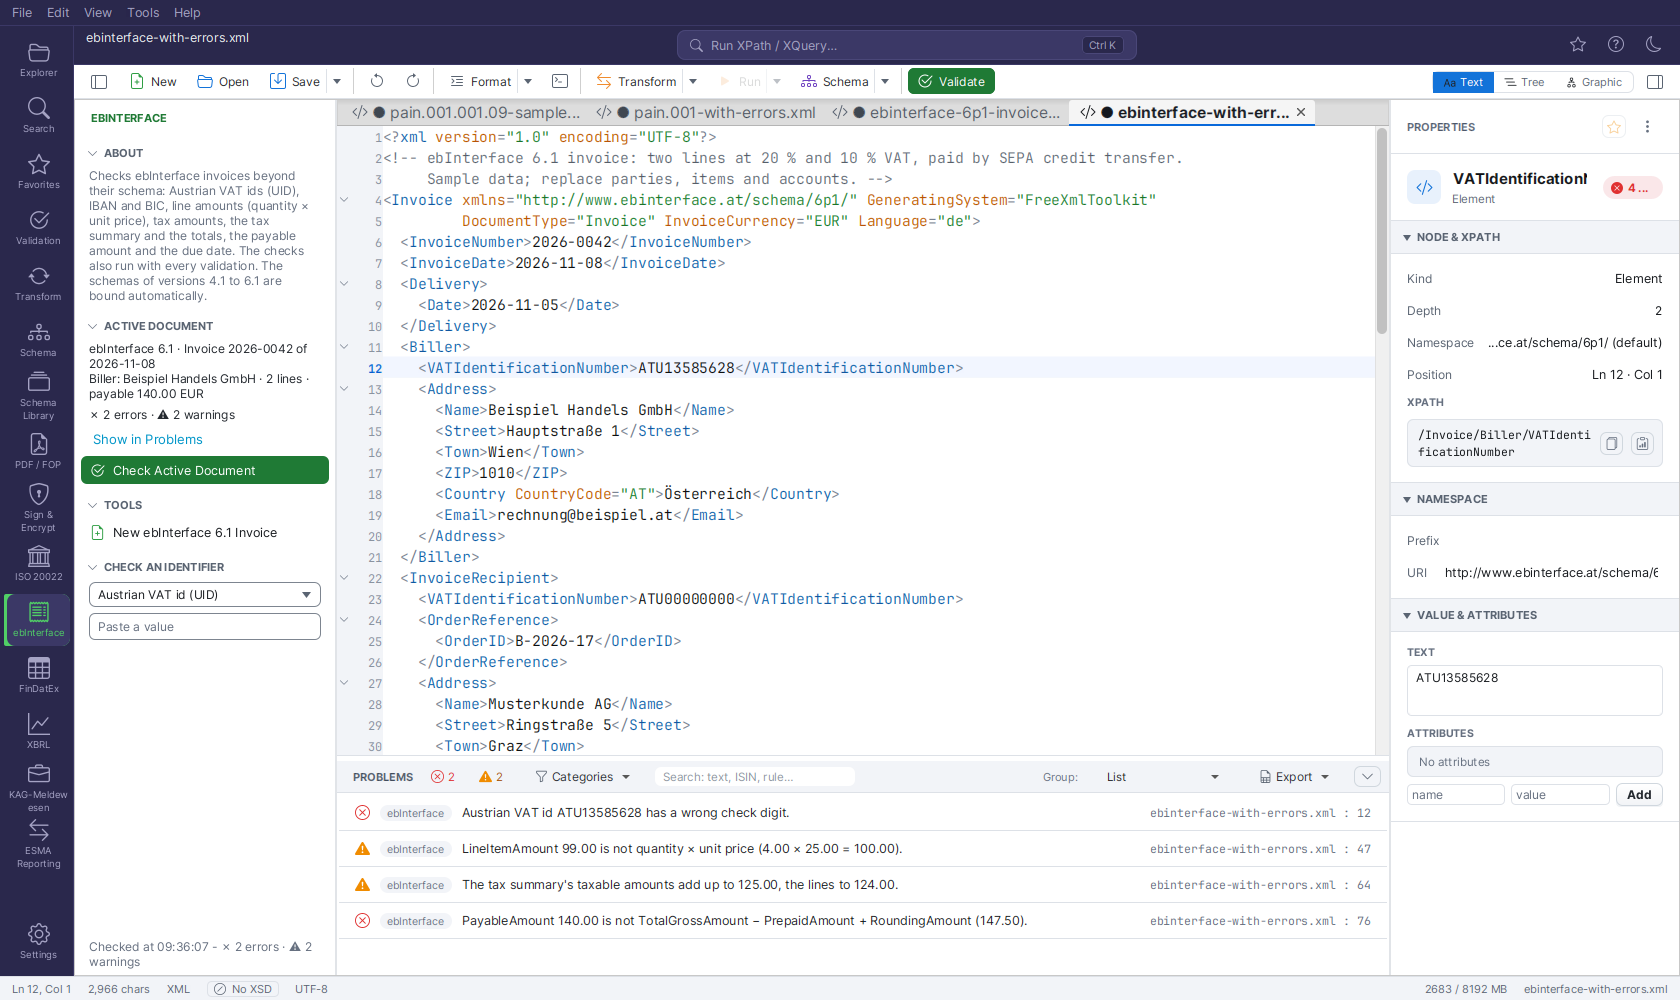 File Edit View Tools Help
ebinterface-with-errors.xml
Run XPath / XQuery... Ctrl K
New Open Save Format Transform Run Schema Validate
Aa Text Tree Graphic
Explorer
Search
Favorites
Validation
Transform
Schema
Schema
Library
PDF / FOP
Sign &
Encrypt
ISO 20022
ebInterface
FinDatEx
XBRL
KAG-Meldew
esen
ESMA
Reporting
Settings
EBINTERFACE
ABOUT
Checks ebInterface invoices beyond
their schema: Austrian VAT ids (UID),
IBAN and BIC, line amounts (quantity ×
unit price), tax amounts, the tax
summary and the totals, the payable
amount and the due date. The checks
also run with every validation. The
schemas of versions 4.1 to 6.1 are
bound automatically.
ACTIVE DOCUMENT
ebInterface 6.1 · Invoice 2026-0042 of
2026-11-08
Biller: Beispiel Handels GmbH · 2 lines ·
payable 140.00 EUR
× 2 errors · ⚠ 2 warnings
Show in Problems
Check Active Document
TOOLS
New ebInterface 6.1 Invoice
CHECK AN IDENTIFIER
Austrian VAT id (UID)
Paste a value
Checked at 09:36:07 - × 2 errors · ⚠ 2
warnings
</> ● pain.001.001.09-sample... </> ● pain.001-with-errors.xml </> ● ebinterface-6p1-invoice... </> ● ebinterface-with-err... ×
1 <?xml version="1.0" encoding="UTF-8"?>
2 <!-- ebInterface 6.1 invoice: two lines at 20 % and 10 % VAT, paid by SEPA credit transfer.
3 Sample data; replace parties, items and accounts. -->
4 <Invoice xmlns="http://www.ebinterface.at/schema/6p1/" GeneratingSystem="FreeXmlToolkit"
5 DocumentType="Invoice" InvoiceCurrency="EUR" Language="de">
6 <InvoiceNumber>2026-0042</InvoiceNumber>
7 <InvoiceDate>2026-11-08</InvoiceDate>
8 <Delivery>
9 <Date>2026-11-05</Date>
10 </Delivery>
11 <Biller>
12 <VATIdentificationNumber>ATU13585628</VATIdentificationNumber>
13 <Address>
14 <Name>Beispiel Handels GmbH</Name>
15 <Street>Hauptstraße 1</Street>
16 <Town>Wien</Town>
17 <ZIP>1010</ZIP>
18 <Country CountryCode="AT">Österreich</Country>
19 <Email>rechnung@beispiel.at</Email>
20 </Address>
21 </Biller>
22 <InvoiceRecipient>
23 <VATIdentificationNumber>ATU00000000</VATIdentificationNumber>
24 <OrderReference>
25 <OrderID>B-2026-17</OrderID>
26 </OrderReference>
27 <Address>
28 <Name>Musterkunde AG</Name>
29 <Street>Ringstraße 5</Street>
30 <Town>Graz</Town>
PROBLEMS 2 2 Categories Search: text, ISIN, rule... Group: List Export
ebInterface Austrian VAT id ATU13585628 has a wrong check digit. ebinterface-with-errors.xml : 12
ebInterface LineItemAmount 99.00 is not quantity × unit price (4.00 × 25.00 = 100.00). ebinterface-with-errors.xml : 47
ebInterface The tax summary's taxable amounts add up to 125.00, the lines to 124.00. ebinterface-with-errors.xml : 64
ebInterface PayableAmount 140.00 is not TotalGrossAmount − PrepaidAmount + RoundingAmount (147.50). ebinterface-with-errors.xml : 76
PROPERTIES
</> VATIdentificationN 4 ...
Element
NODE & XPATH
Kind Element
Depth 2
Namespace ...ce.at/schema/6p1/ (default)
Position Ln 12 · Col 1
XPATH
/Invoice/Biller/VATIdenti
ficationNumber
NAMESPACE
Prefix
URI http://www.ebinterface.at/schema/6
VALUE & ATTRIBUTES
TEXT
ATU13585628
ATTRIBUTES
No attributes
name value Add
Ln 12, Col 1 2,966 chars XML No XSD UTF-8 2683 / 8192 MB ebinterface-with-errors.xml